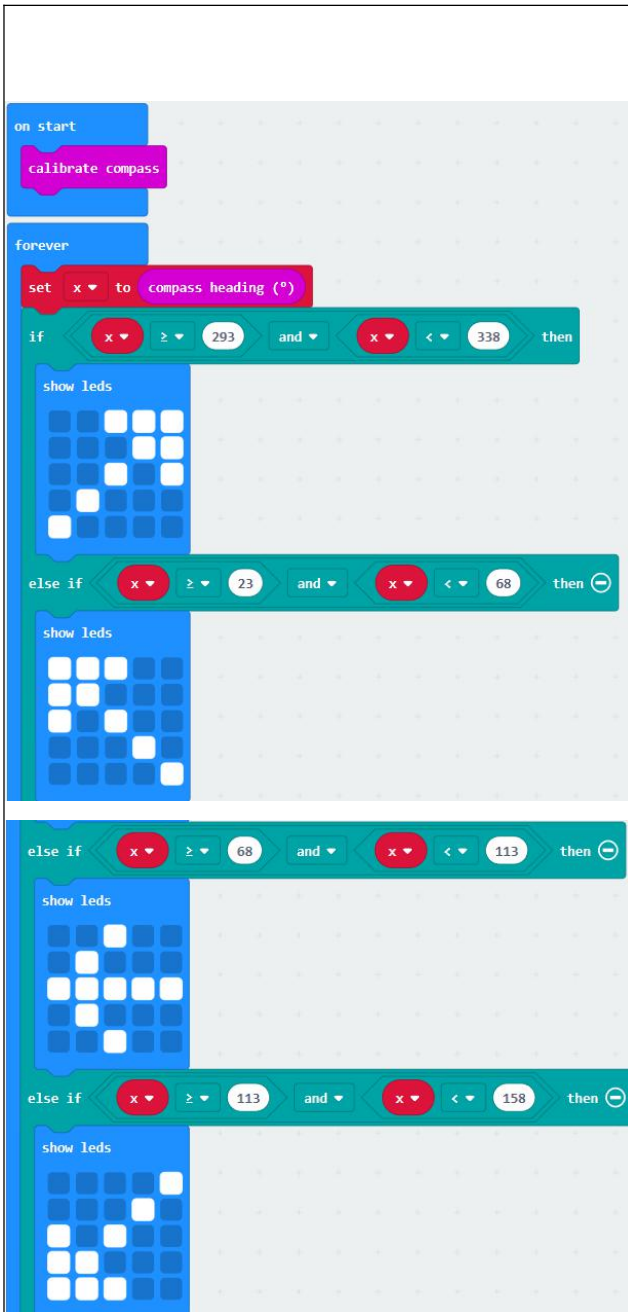 on start
calibrate compass
forever
set x to compass heading (º)
if x ≥ 293 and x < 338 then
show leds
else if x ≥ 23 and x < 68 then
show leds
else if x ≥ 68 and x < 113 then
show leds
else if x ≥ 113 and x < 158 then
show leds